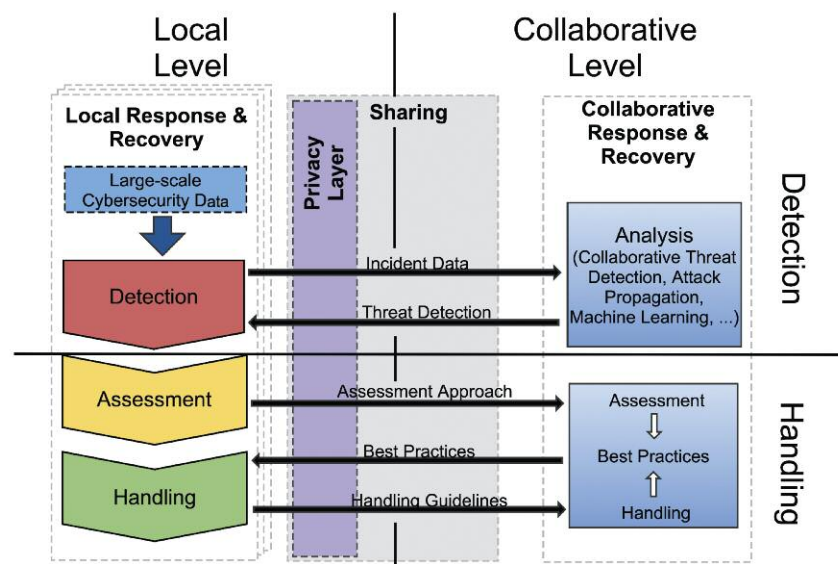 Local
Level
Collaborative
Level
Local Response &
Recovery
Large-scale
Cybersecurity Data
Detection
Assessment
Handling
Privacy
Layer
Sharing
Incident Data
Threat Detection
Assessment Approach
Best Practices
Handling Guidelines
Collaborative
Response &
Recovery
Analysis
(Collaborative Threat
Detection, Attack
Propagation,
Machine Learning, ...)
Assessment
Best Practices
Handling
Detection
Handling